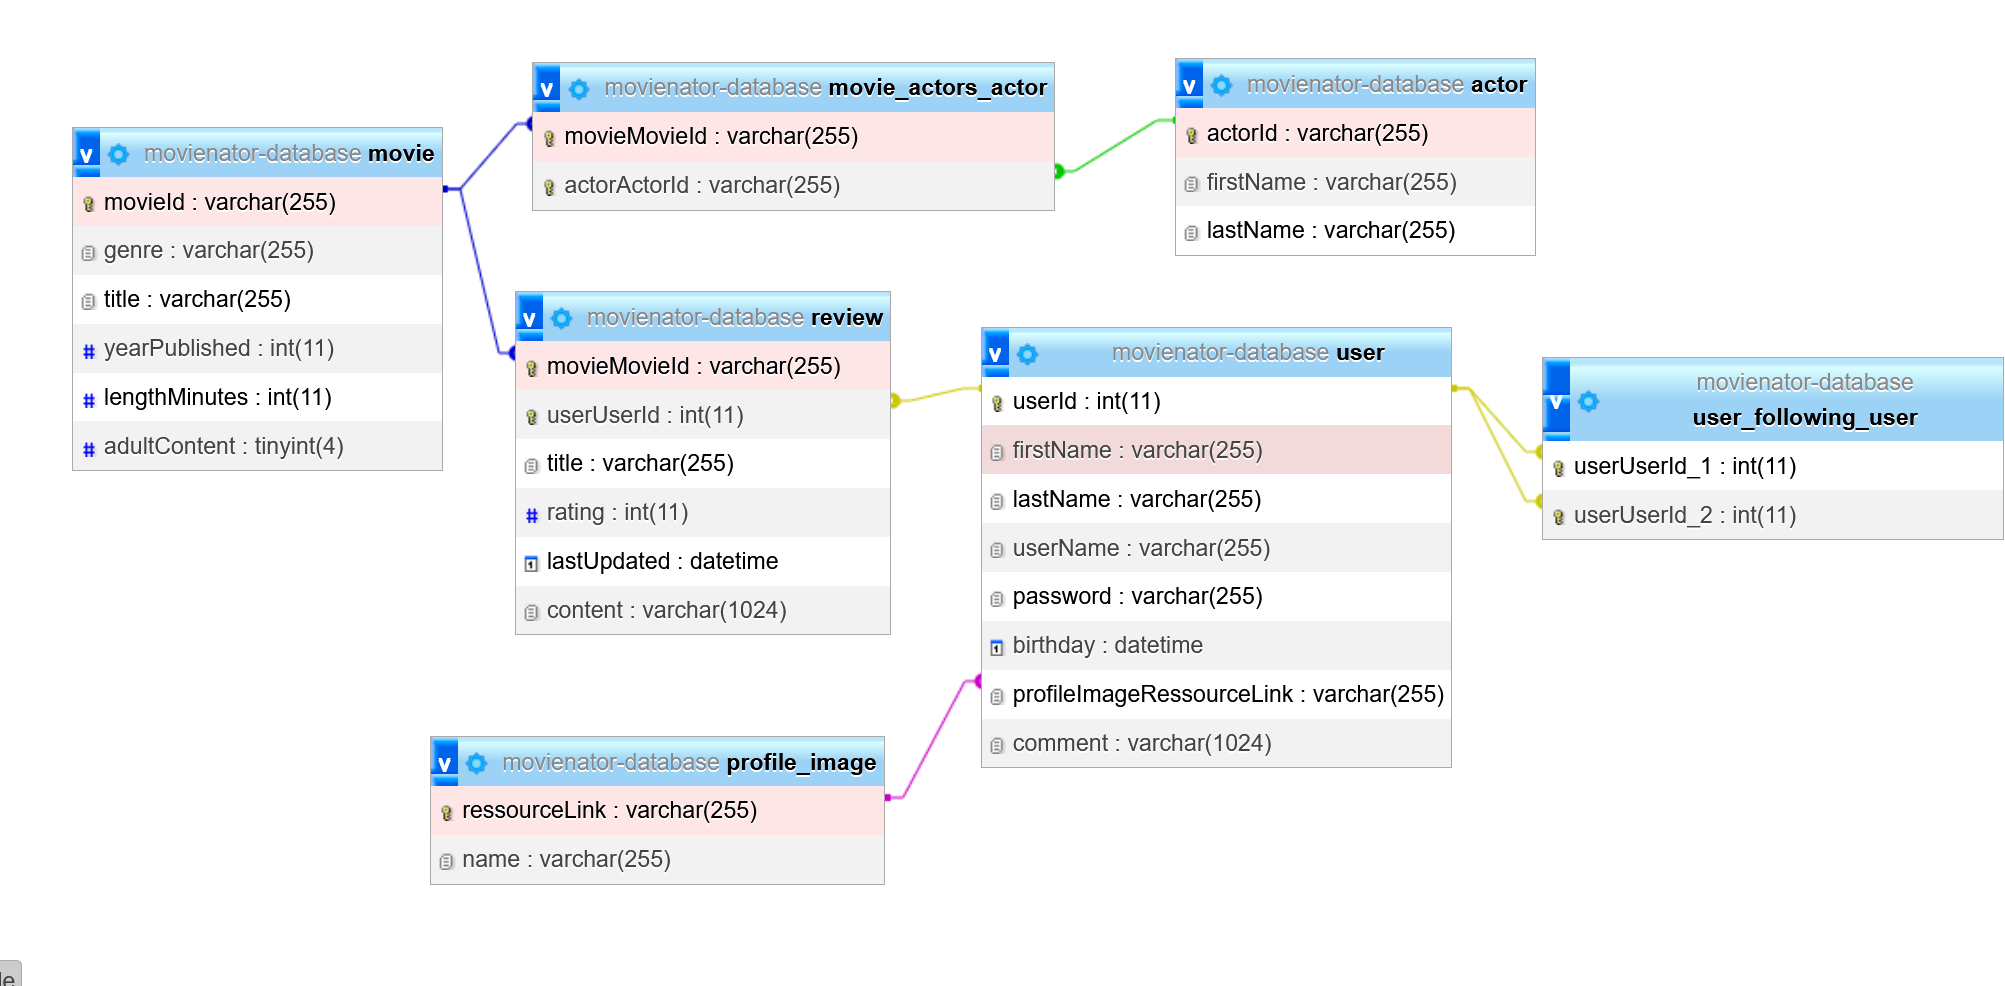 movienator-database movie
movieId : varchar(255)
genre : varchar(255)
title : varchar(255)
yearPublished : int(11)
lengthMinutes : int(11)
adultContent : tinyint(4)
movienator-database movie_actors_actor
movieMovieId : varchar(255)
actorActorId : varchar(255)
movienator-database actor
actorId : varchar(255)
firstName : varchar(255)
lastName : varchar(255)
movienator-database review
movieMovieId : varchar(255)
userUserId : int(11)
title : varchar(255)
rating : int(11)
lastUpdated : datetime
content : varchar(1024)
movienator-database user
userId : int(11)
firstName : varchar(255)
lastName : varchar(255)
userName : varchar(255)
password : varchar(255)
birthday : datetime
profileImageRessourceLink : varchar(255)
comment : varchar(1024)
movienator-database
user_following_user
userUserId_1 : int(11)
userUserId_2 : int(11)
movienator-database profile_image
ressourceLink : varchar(255)
name : varchar(255)